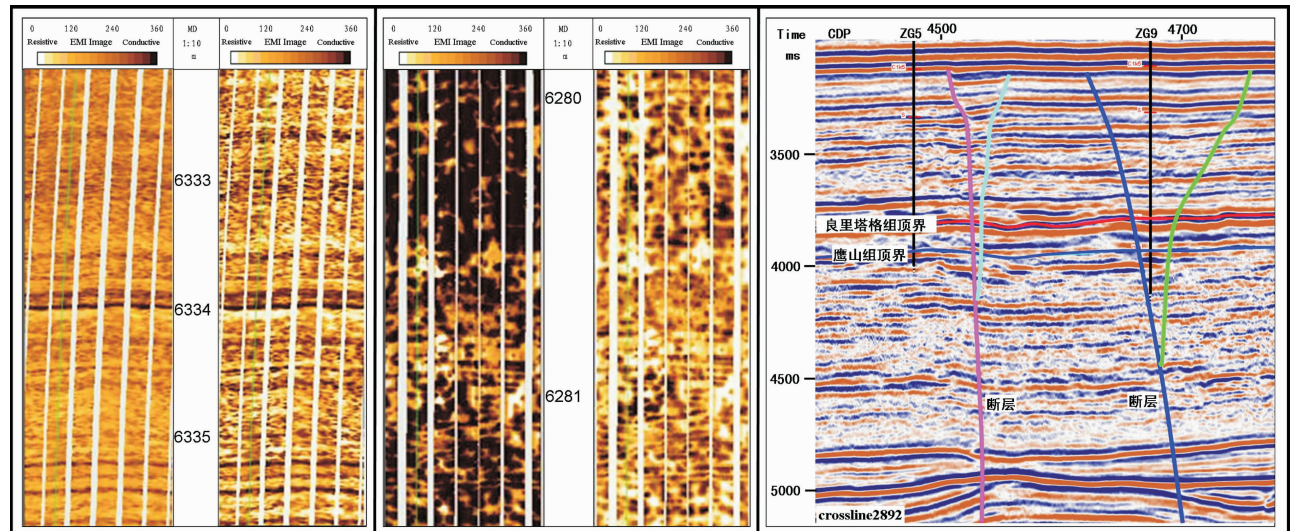 0 120 240 360
Resistive EMI Image Conductive
MD
1:10
m
0 120 240 360
Resistive EMI Image Conductive
6333
6334
6335
0 120 240 360
Resistive EMI Image Conductive
MD
1:10
m
0 120 240 360
Resistive EMI Image Conductive
6280
6281
Time CDP ZG5 4500 ZG9 4700
ms
3500
良里塔格组顶界
鹰山组顶界
4000
4500
断层 断层
5000
crossline2892